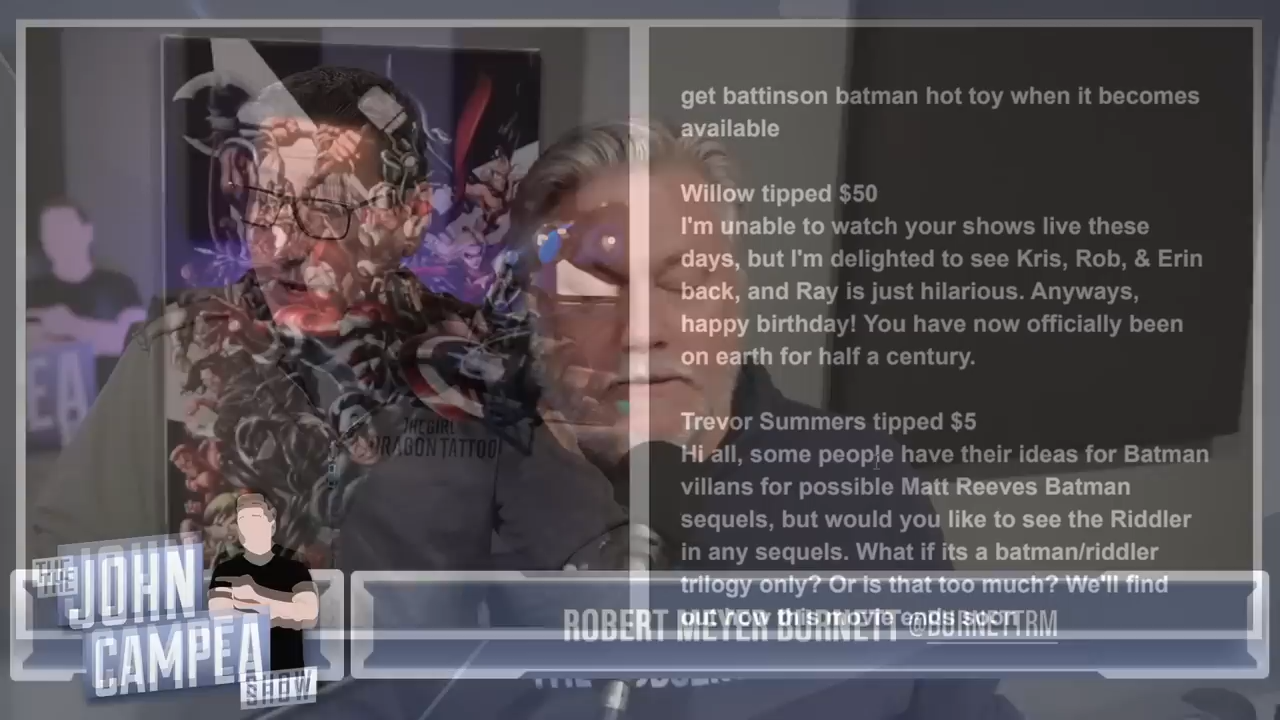 get battinson batman hot toy when it becomes
available
Willow tipped $50
I'm unable to watch your shows live these
days, but I'm delighted to see Kris, Rob, & Erin
back, and Ray is just hilarious. Anyways,
happy birthday! You have now officially been
on earth for half a century.
Trevor Summers tipped $5
Hi all, some people have their ideas for Batman
villans for possible Matt Reeves Batman
sequels, but would you like to see the Riddler
in any sequels. What if its a batman/riddler
trilogy only? Or is that too much? We'll find
out how this movie ends soon
THE GIRL
DRAGON TATTOO
EA
THE
JOHN
CAMPEA
SHOW
ROBERT MEYER BURNETT @BURNETTRM
THE